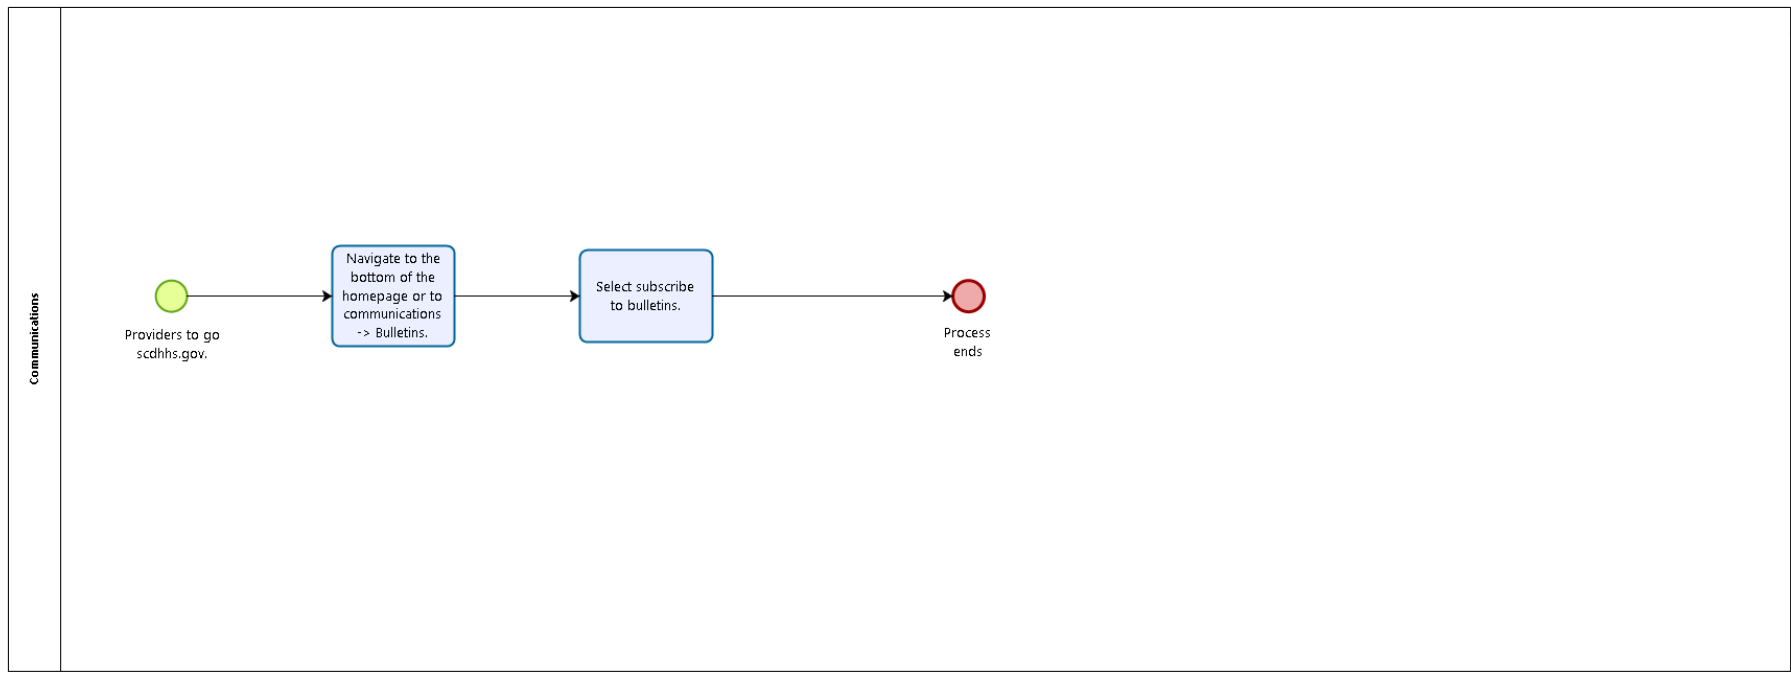 Communications
Providers to go
scdhhs.gov.
Navigate to the
bottom of the
homepage or to
communications
-> Bulletins.
Select subscribe
to bulletins.
Process
ends